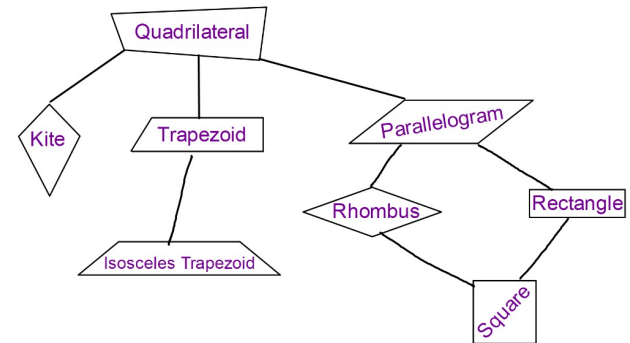 Quadrilateral
Kite
Trapezoid
Parallelogram
Isosceles Trapezoid
Rhombus
Rectangle
Square